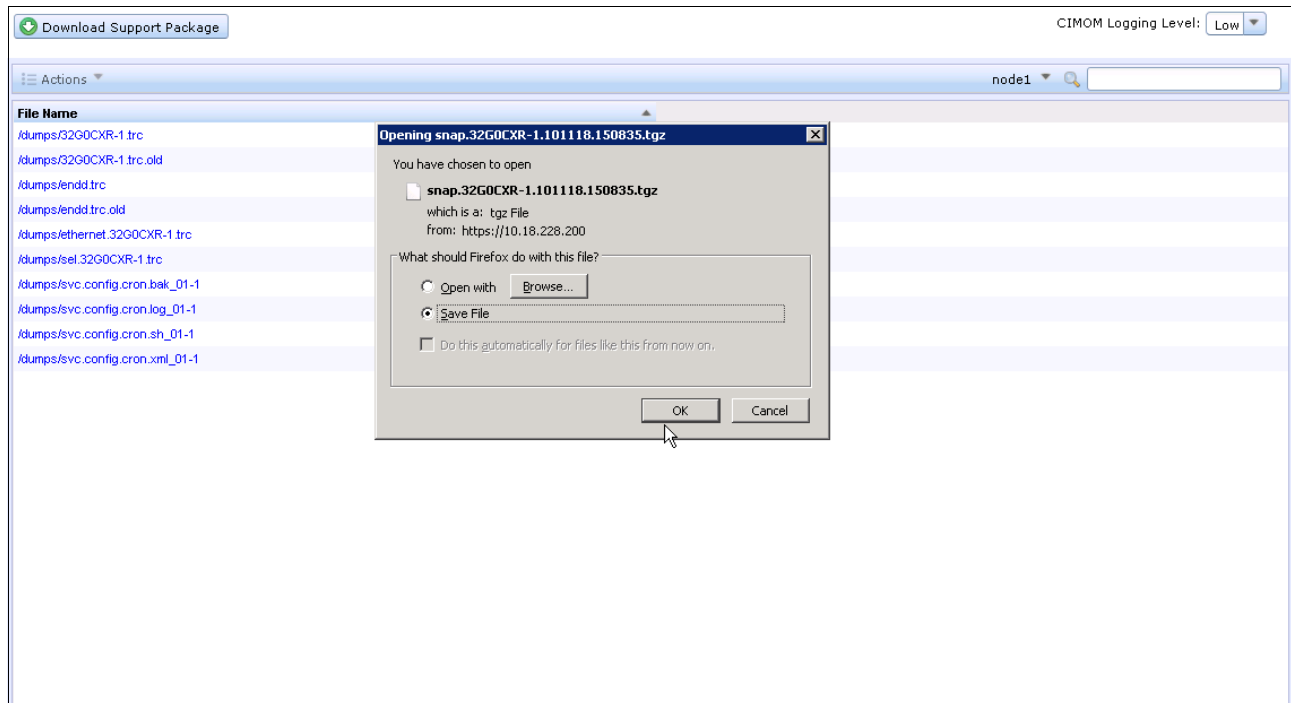 Download Support Package
CIMOM Logging Level: Low
Actions
node1
File Name
/dumps/32G0CXR-1.trc
/dumps/32G0CXR-1.trc.old
/dumps/endd.trc
/dumps/endd.trc.old
/dumps/ethernet.32G0CXR-1.trc
/dumps/sel.32G0CXR-1.trc
/dumps/svc.config.cron.bak_01-1
/dumps/svc.config.cron.log_01-1
/dumps/svc.config.cron.sh_01-1
/dumps/svc.config.cron.xml_01-1
Opening snap.32G0CXR-1.101118.150835.tgz
You have chosen to open
snap.32G0CXR-1.101118.150835.tgz
which is a: tgz File
from: https://10.18.228.200
What should Firefox do with this file?
Open with Browse...
Save File
Do this automatically for files like this from now on.
OK Cancel